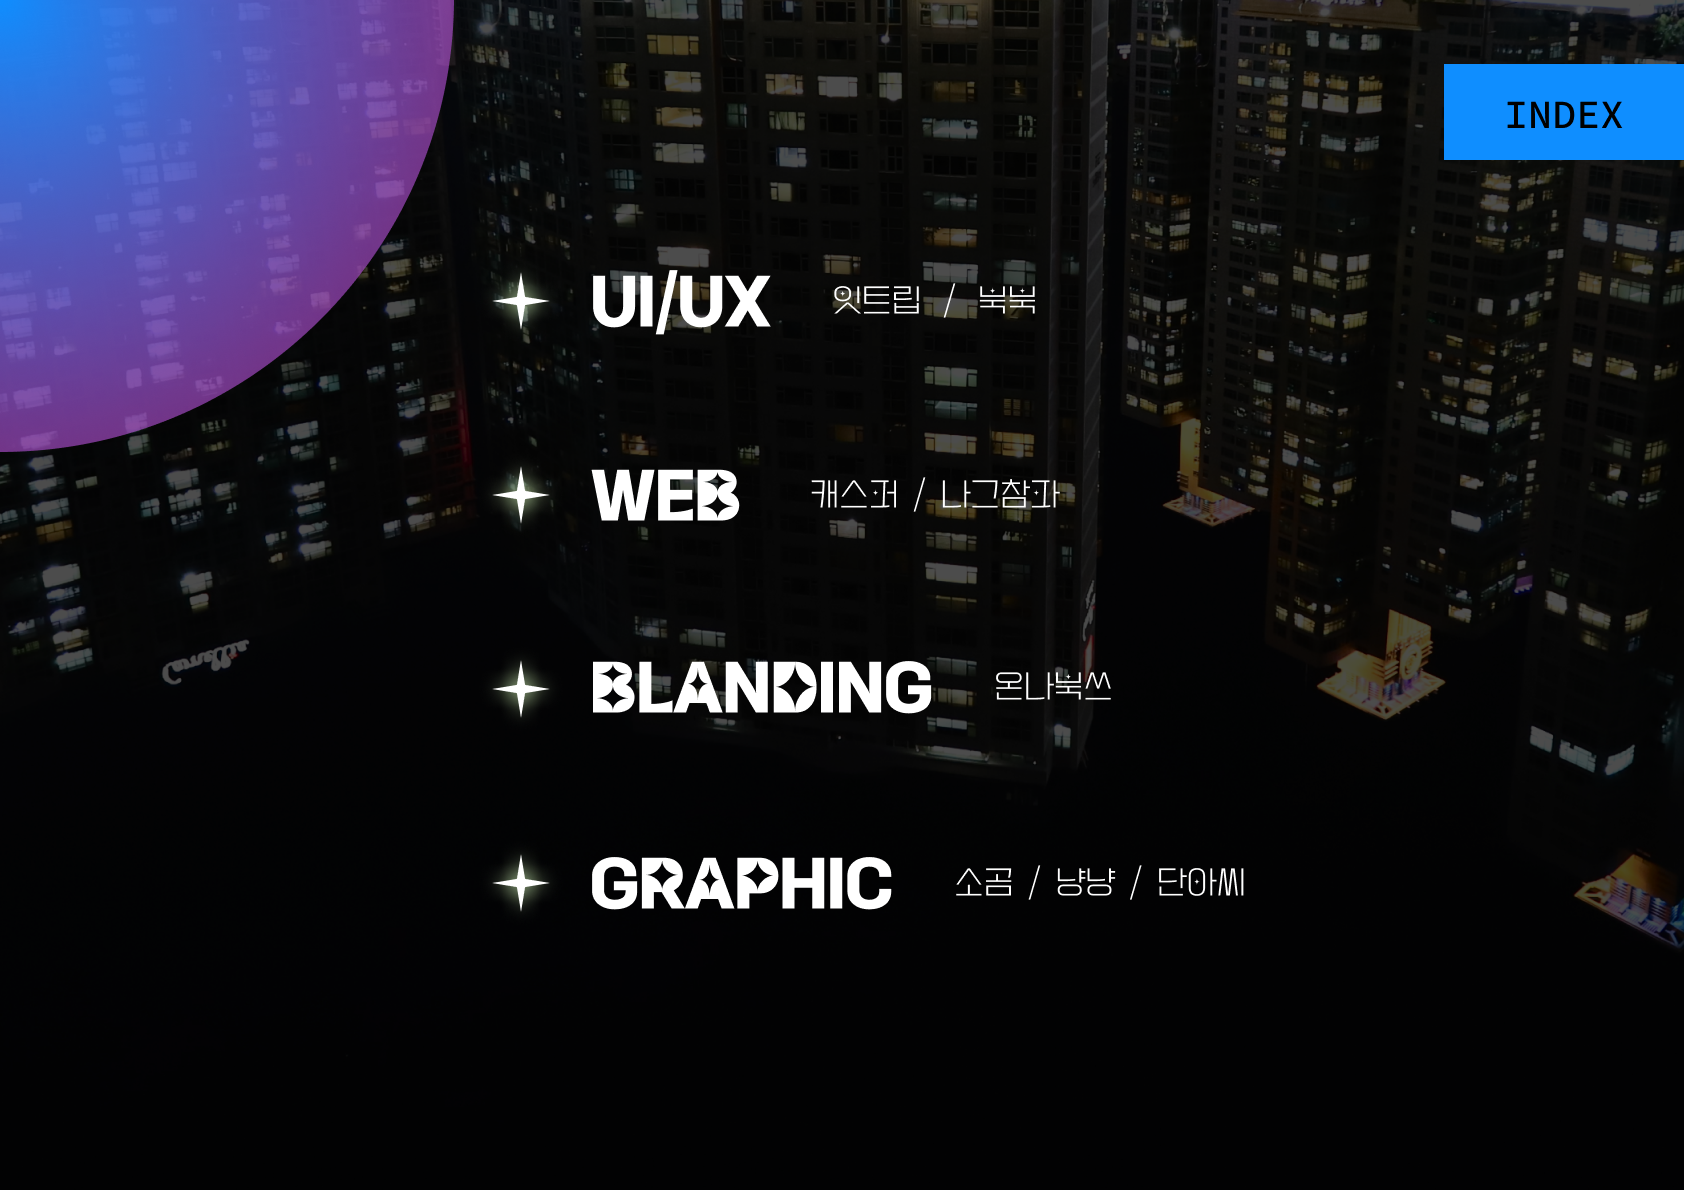 INDEX
UI/UX 잇트립 / 북북
WEB 캐스퍼 / 나그참파
BLANDING 온나북쓰
GRAPHIC 소곰 / 냥냥 / 단아씨